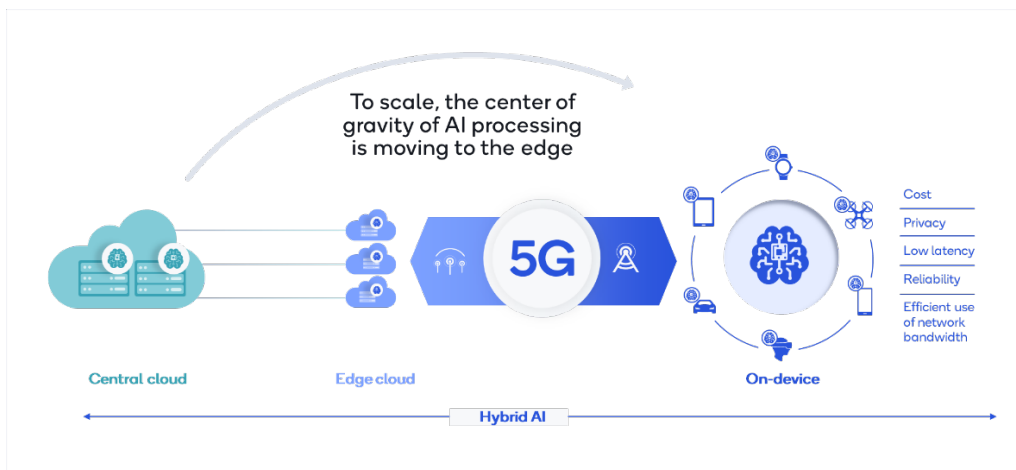 To scale, the center of
gravity of AI processing
is moving to the edge
5G
Cost
Privacy
Low latency
Reliability
Efficient use
of network
bandwidth
Central cloud
Edge cloud
On-device
Hybrid AI